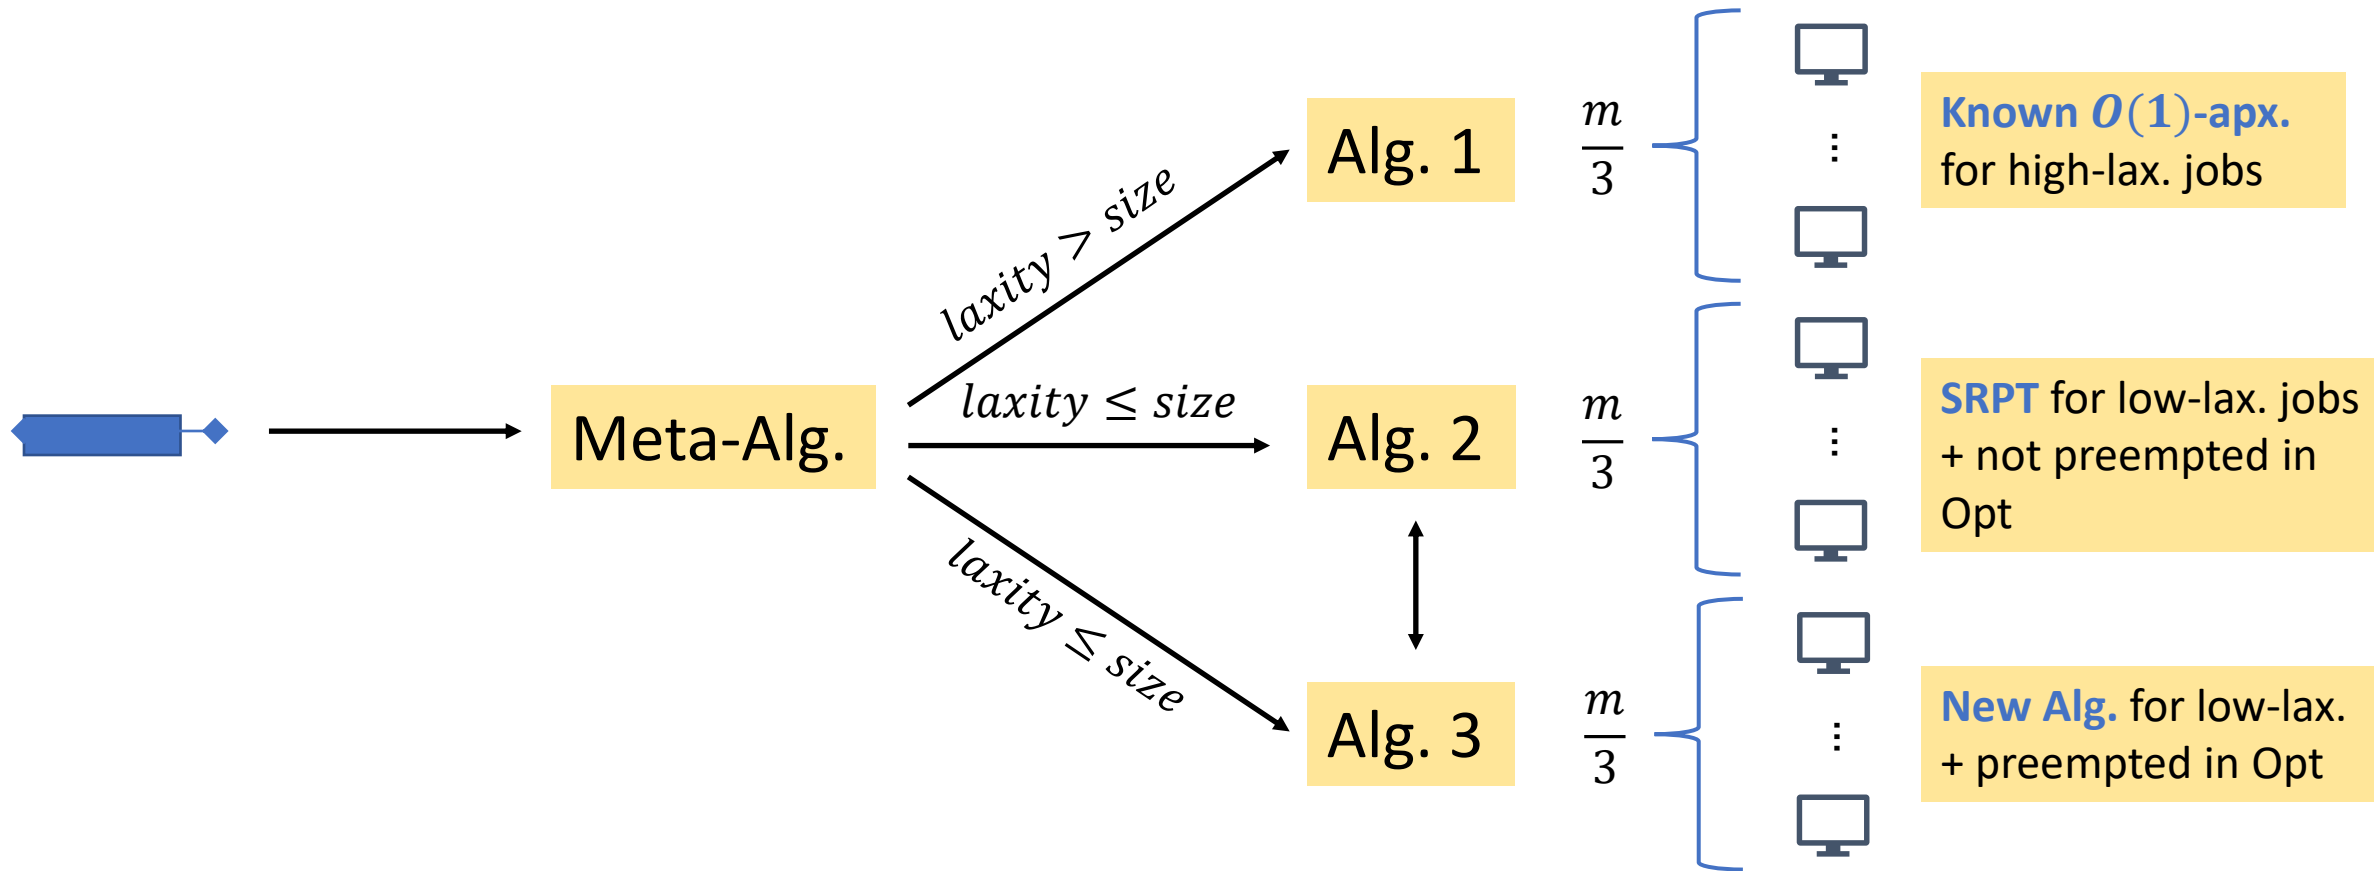 laxity > size
Alg. 1
m
3
⋮
Known O(1)-apx.
for high-lax. jobs
Meta-Alg.
laxity ≤ size
Alg. 2
m
3
⋮
SRPT for low-lax. jobs
+ not preempted in
Opt
laxity ≤ size
Alg. 3
m
3
⋮
New Alg. for low-lax.
+ preempted in Opt